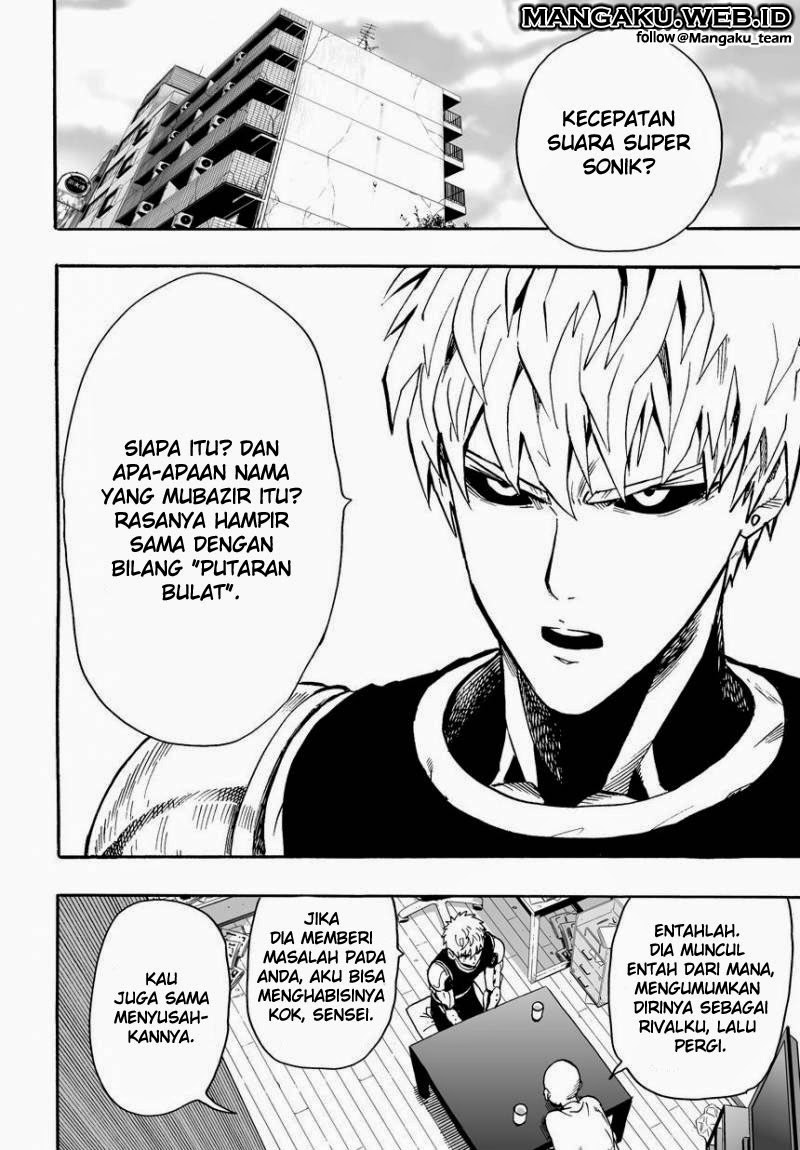 MANGAKU.WEB.ID
follow @Mangaku_team
KECEPATAN
SUARA SUPER
SONIK?
SIAPA ITU? DAN
APA-APAAN NAMA
YANG MUBAZIR ITU?
RASANYA HAMPIR
SAMA DENGAN
BILANG "PUTARAN
BULAT".
ENTAHLAH.
DIA MUNCUL
ENTAH DARI MANA,
MENGUMUMKAN
DIRINYA SEBAGAI
RIVALKU, LALU
PERGI.
JIKA
DIA MEMBERI
MASALAH PADA
ANDA, AKU BISA
MENGHABISINYA
KOK, SENSEI.
KAU
JUGA SAMA
MENYUSAH-
KANNYA.